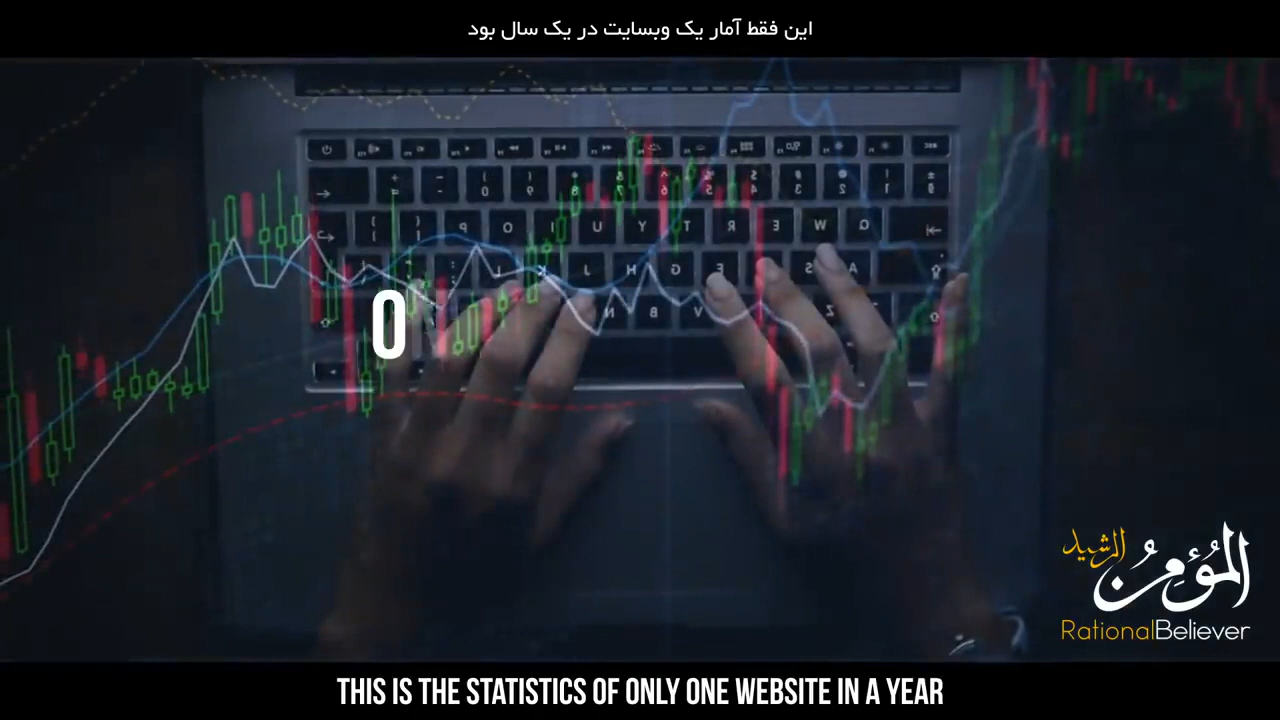 این فقط آمار یک وبسایت در یک سال بود
O
المؤمن الرشيد
RationalBeliever
THIS IS THE STATISTICS OF ONLY ONE WEBSITE IN A YEAR